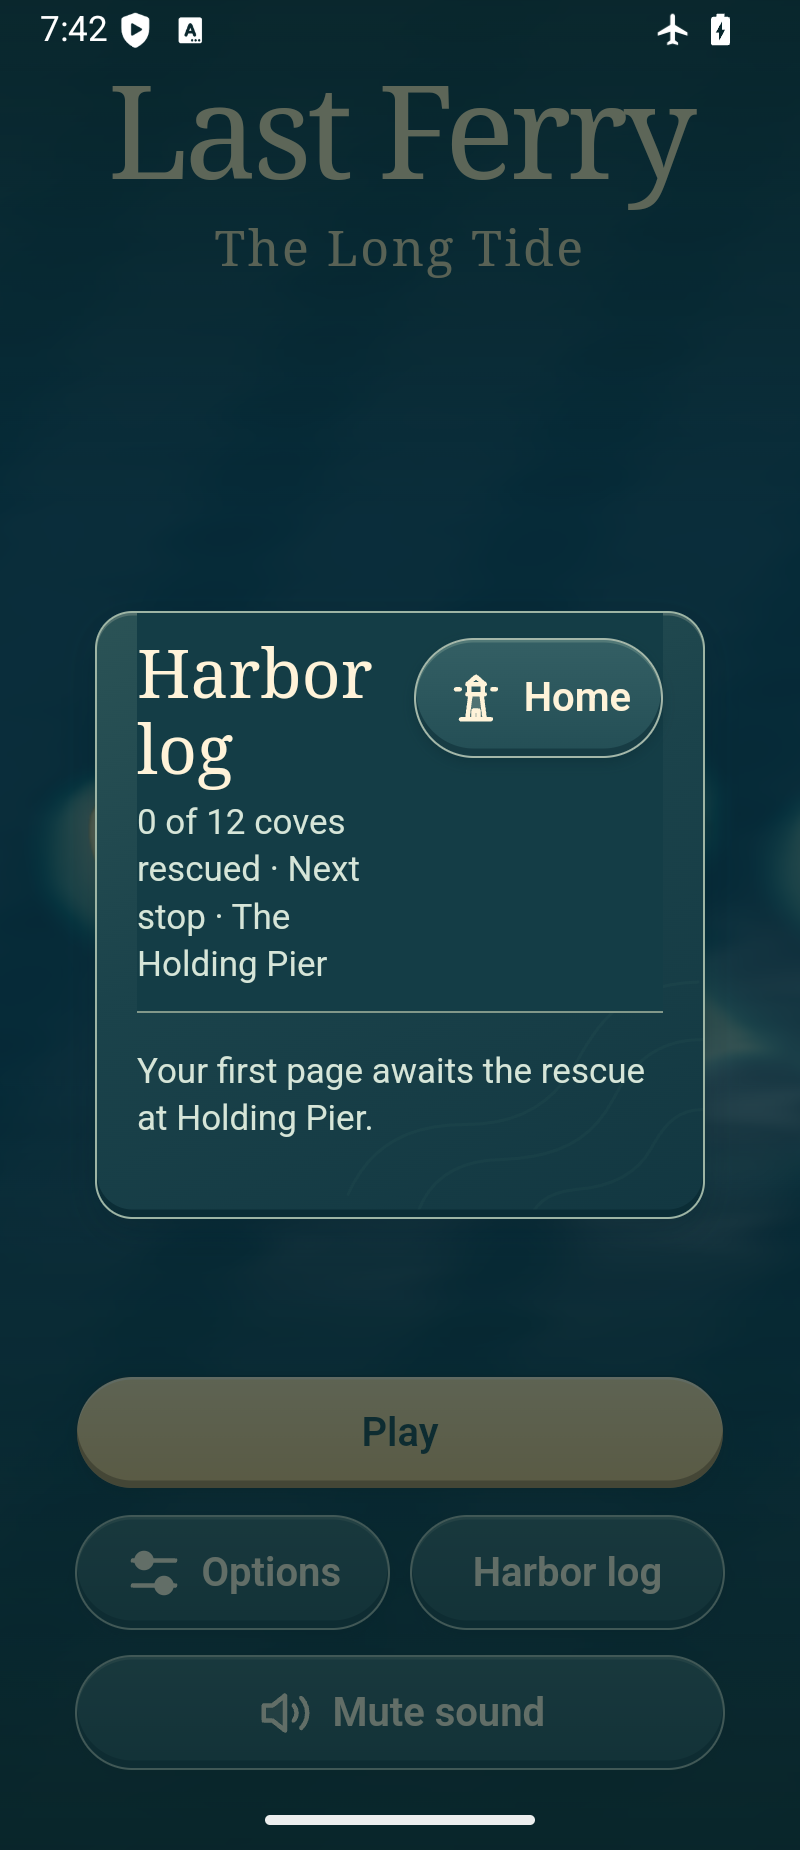 7:42
Last Ferry
The Long Tide
Harbor
log
Home
0 of 12 coves
rescued · Next
stop · The
Holding Pier
Your first page awaits the rescue
at Holding Pier.
Play
Options
Harbor log
Mute sound